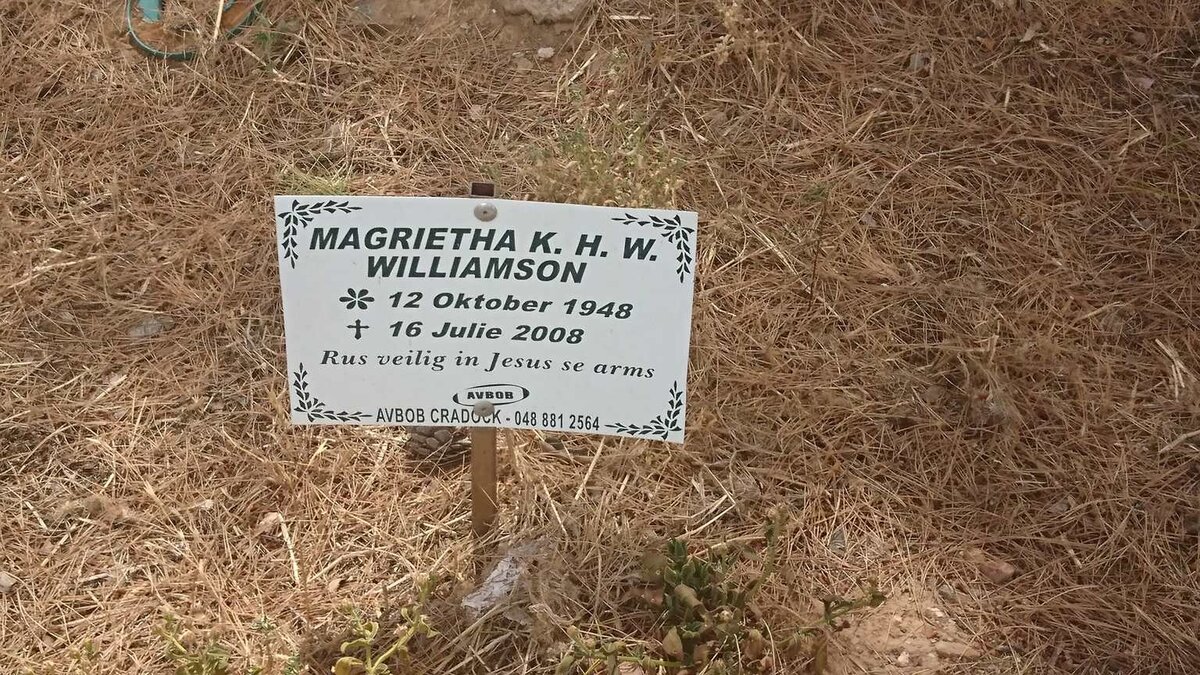 MAGRIETHA K. H. W.
WILLIAMSON
12 Oktober 1948
16 Julie 2008
Rus veilig in Jesus se arms
AVBOB
AVBOB CRADOCK - 048 881 2564